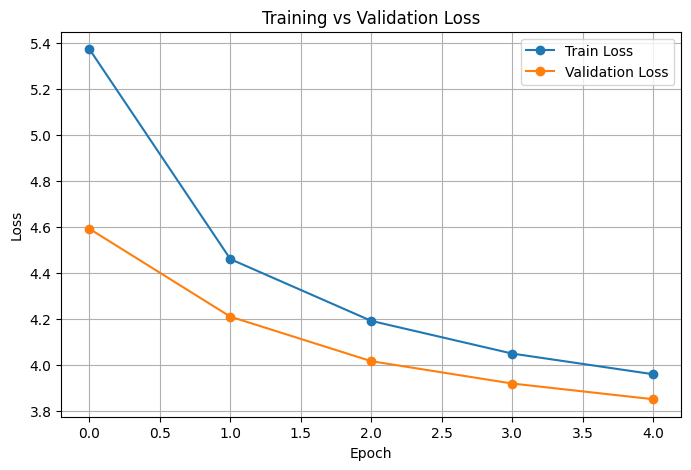 Training vs Validation Loss
Train Loss
Validation Loss
5.4
5.2
5.0
4.8
4.6
4.4
4.2
4.0
3.8
Loss
0.0 0.5 1.0 1.5 2.0 2.5 3.0 3.5 4.0
Epoch